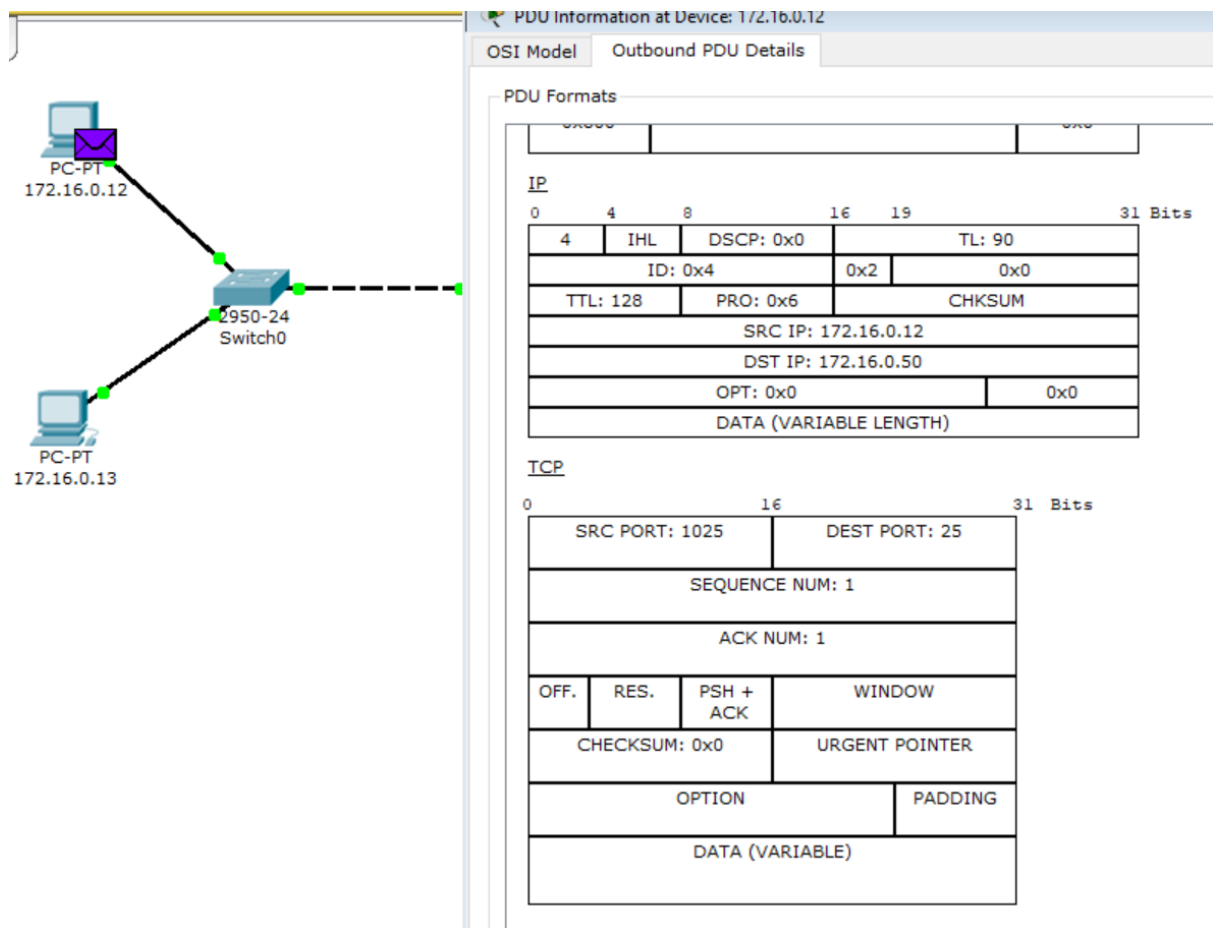 PDU Information at Device: 172.16.0.12
OSI Model Outbound PDU Details
PDU Formats
IP
0 4 8 16 19 31 Bits
4 IHL DSCP: 0x0 TL: 90
ID: 0x4 0x2 0x0
TTL: 128 PRO: 0x6 CHKSUM
SRC IP: 172.16.0.12
DST IP: 172.16.0.50
OPT: 0x0 0x0
DATA (VARIABLE LENGTH)
TCP
0 16 31 Bits
SRC PORT: 1025 DEST PORT: 25
SEQUENCE NUM: 1
ACK NUM: 1
OFF. RES. PSH + WINDOW
ACK
CHECKSUM: 0x0 URGENT POINTER
OPTION PADDING
DATA (VARIABLE)
PC-PT
172.16.0.12
2950-24
Switch0
PC-PT
172.16.0.13